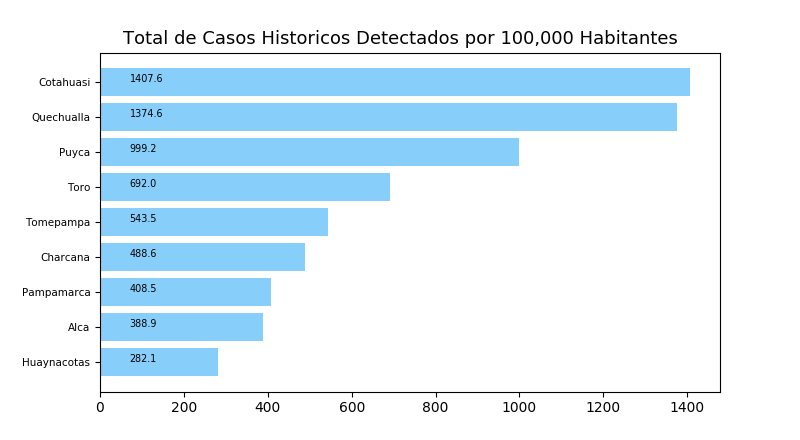 Total de Casos Historicos Detectados por 100,000 Habitantes
Cotahuasi 1407.6
Quechualla 1374.6
Puyca 999.2
Toro 692.0
Tomepampa 543.5
Charcana 488.6
Pampamarca 408.5
Alca 388.9
Huaynacotas 282.1
0 200 400 600 800 1000 1200 1400